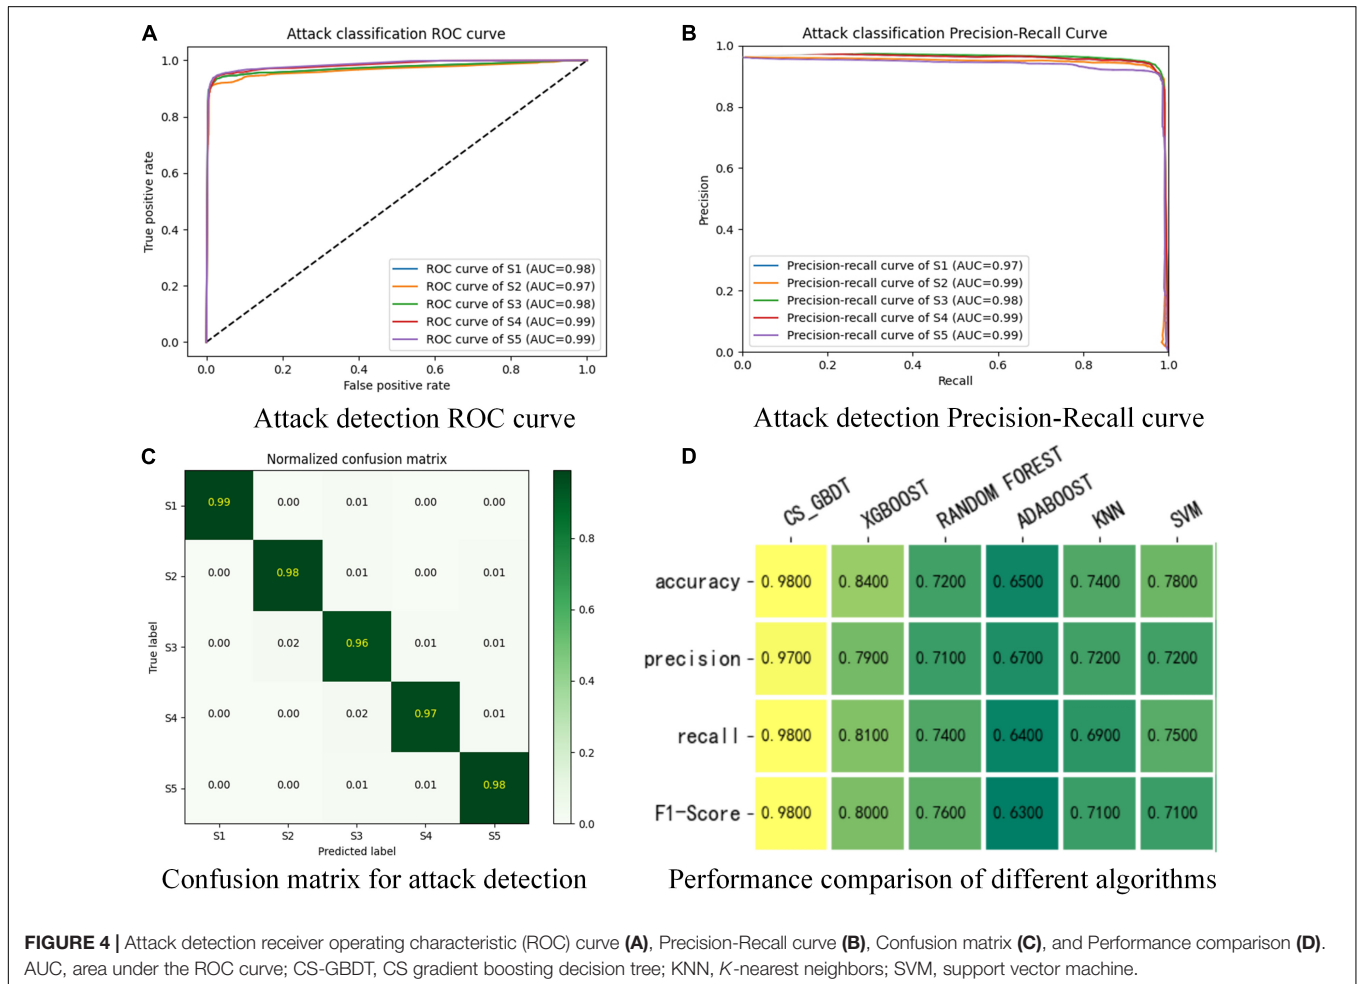 A
Attack classification ROC curve
True positive rate
1.0
0.8
0.6
0.4
0.2
0.0
ROC curve of S1 (AUC=0.98)
ROC curve of S2 (AUC=0.97)
ROC curve of S3 (AUC=0.98)
ROC curve of S4 (AUC=0.99)
ROC curve of S5 (AUC=0.99)
0.0 0.2 0.4 0.6 0.8 1.0
False positive rate
Attack detection ROC curve
B
Attack classification Precision-Recall Curve
Precision
1.0
0.8
0.6
0.4
0.2
0.0
Precision-recall curve of S1 (AUC=0.97)
Precision-recall curve of S2 (AUC=0.99)
Precision-recall curve of S3 (AUC=0.98)
Precision-recall curve of S4 (AUC=0.99)
Precision-recall curve of S5 (AUC=0.99)
0.0 0.2 0.4 0.6 0.8 1.0
Recall
Attack detection Precision-Recall curve
C
Normalized confusion matrix
True label
S1 0.99 0.00 0.01 0.00 0.00
S2 0.00 0.98 0.01 0.00 0.01
S3 0.00 0.02 0.96 0.01 0.01
S4 0.00 0.00 0.02 0.97 0.01
S5 0.00 0.00 0.01 0.01 0.98
S1 S2 S3 S4 S5
Predicted label
0.8
0.6
0.4
0.2
0.0
Confusion matrix for attack detection
D
CS_GBDT XGBOOST RANDOM FOREST ADABOOST KNN SVM
accuracy 0.9800 0.8400 0.7200 0.6500 0.7400 0.7800
precision 0.9700 0.7900 0.7100 0.6700 0.7200 0.7200
recall 0.9800 0.8100 0.7400 0.6400 0.6900 0.7500
F1-Score 0.9800 0.8000 0.7600 0.6300 0.7100 0.7100
Performance comparison of different algorithms
FIGURE 4 | Attack detection receiver operating characteristic (ROC) curve (A), Precision-Recall curve (B), Confusion matrix (C), and Performance comparison (D).
AUC, area under the ROC curve; CS-GBDT, CS gradient boosting decision tree; KNN, K-nearest neighbors; SVM, support vector machine.